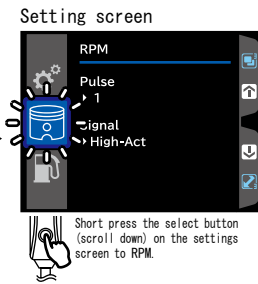 Setting screen
RPM
Pulse
1
Signal
High-Act
Short press the select button
(scroll down) on the settings
screen to RPM.